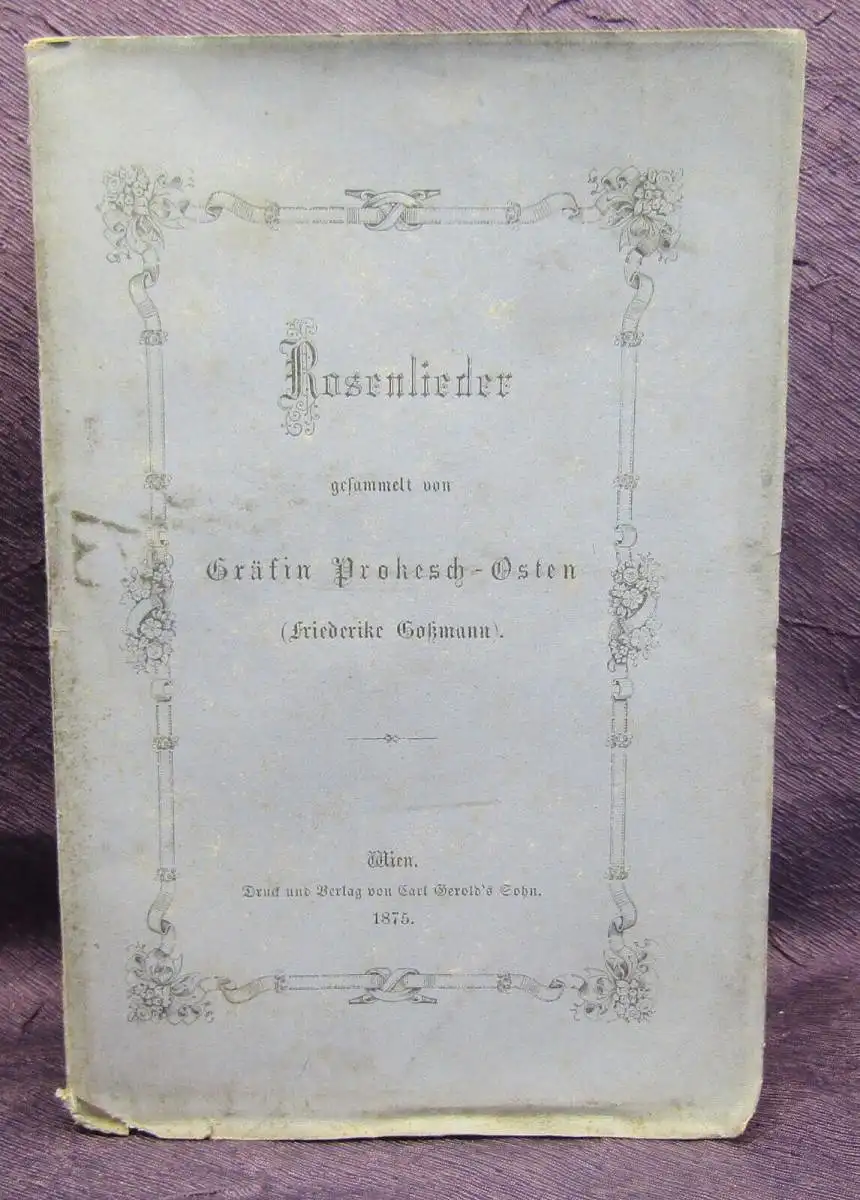 Rosenlieder
gesammelt von
Gräfin Prokesch-Osten
(Friederike Goßmann).
Wien.
Druck und Verlag von Carl Gerold's Sohn.
1875.